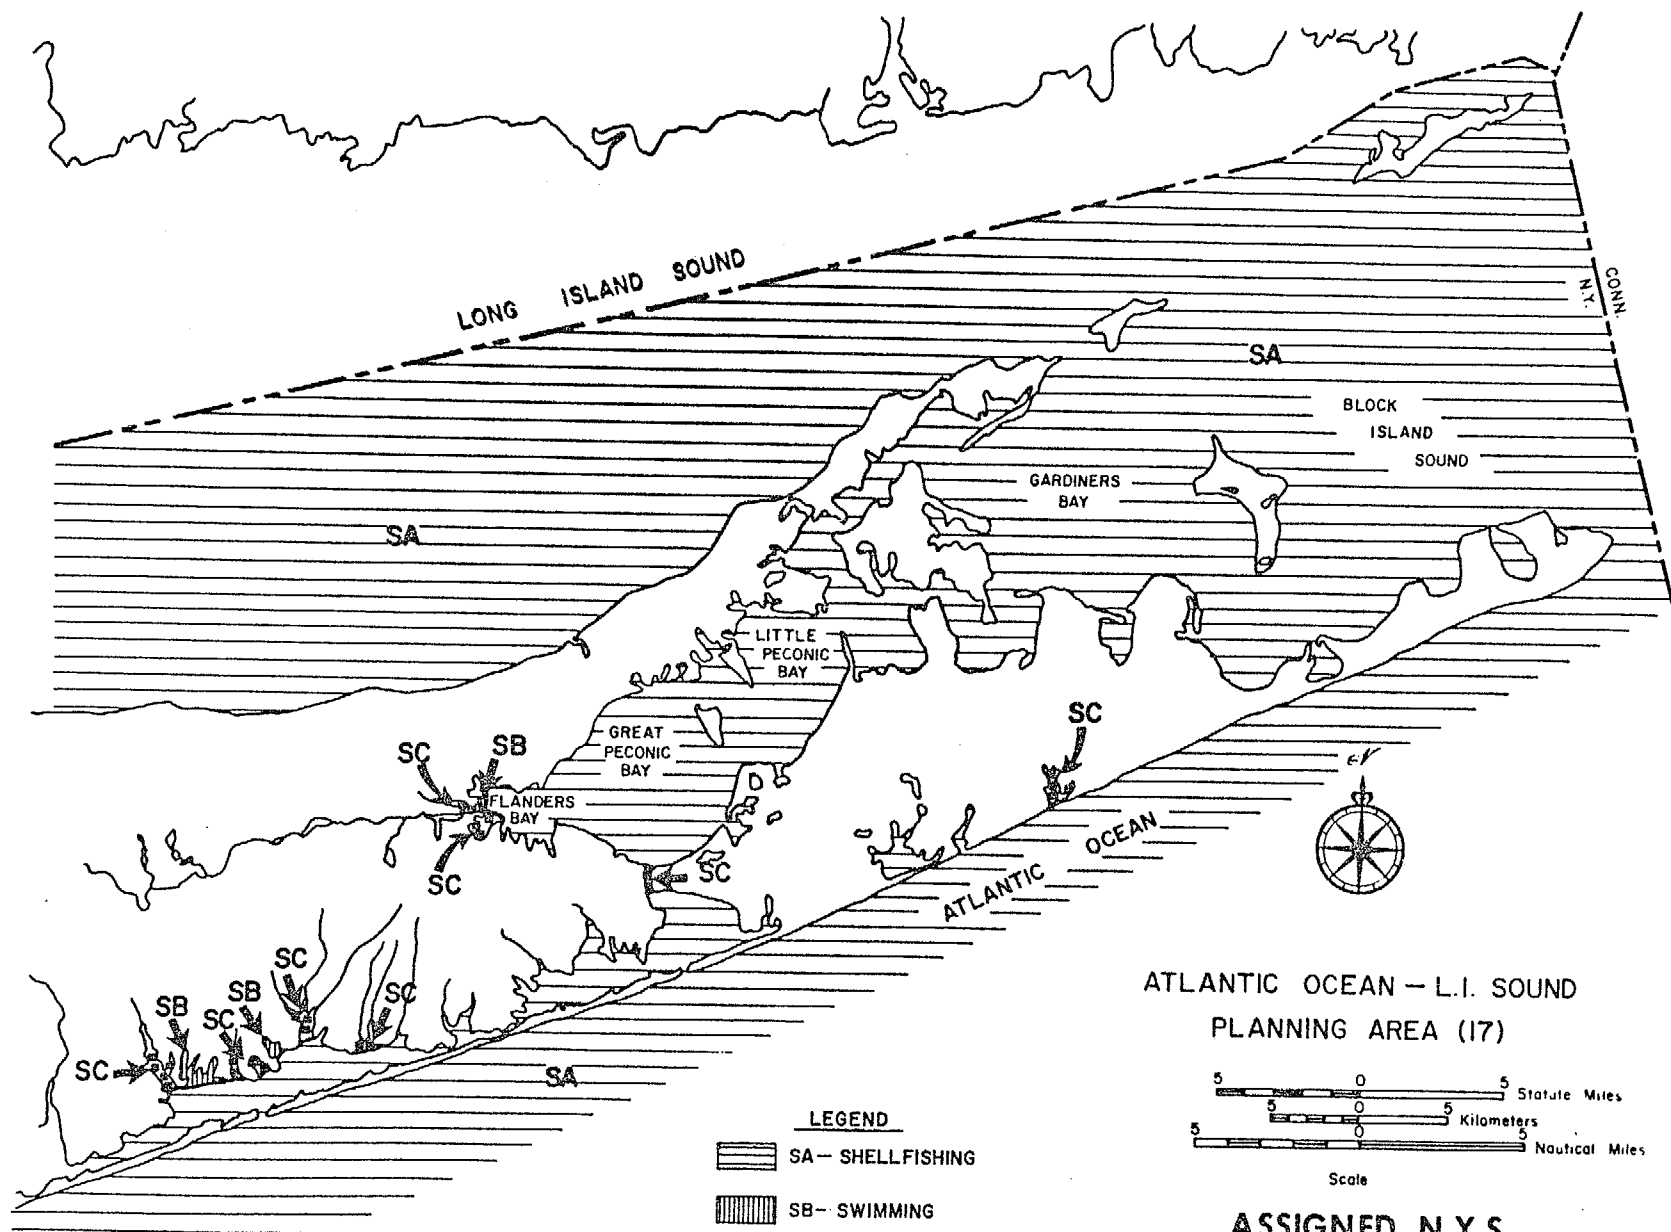 LONG ISLAND SOUND
CONN.
N.Y.
SA
BLOCK
ISLAND
SOUND
GARDINERS
BAY
SA
LITTLE
PECONIC
BAY
GREAT
PECONIC
BAY
SC
SC
SB
FLANDERS
BAY
SC
SC
ATLANTIC OCEAN
SC
SC
SB
SB
SC
SC
SA
ATLANTIC OCEAN – L.I. SOUND
PLANNING AREA (17)
5 0 5 Statute Miles
5 0 5 Kilometers
5 0 5 Nautical Miles
Scale
LEGEND
SA – SHELLFISHING
SB – SWIMMING
ASSIGNED N.Y.S.